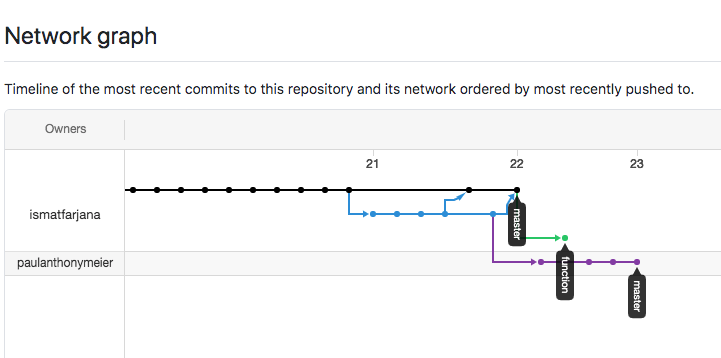 Network graph
Timeline of the most recent commits to this repository and its network ordered by most recently pushed to.
Owners
21 22 23
ismatfarjana
master
function
paulanthonymeier
master